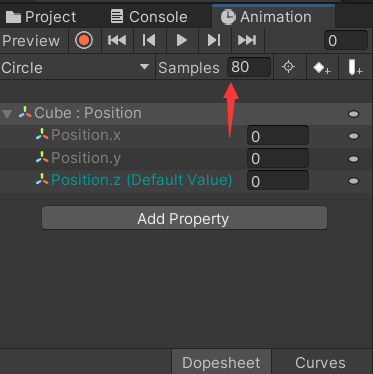 Project Console Animation
Preview 0
Circle Samples 80
Cube : Position
Position.x 0
Position.y 0
Position.z (Default Value) 0
Add Property
Dopesheet Curves